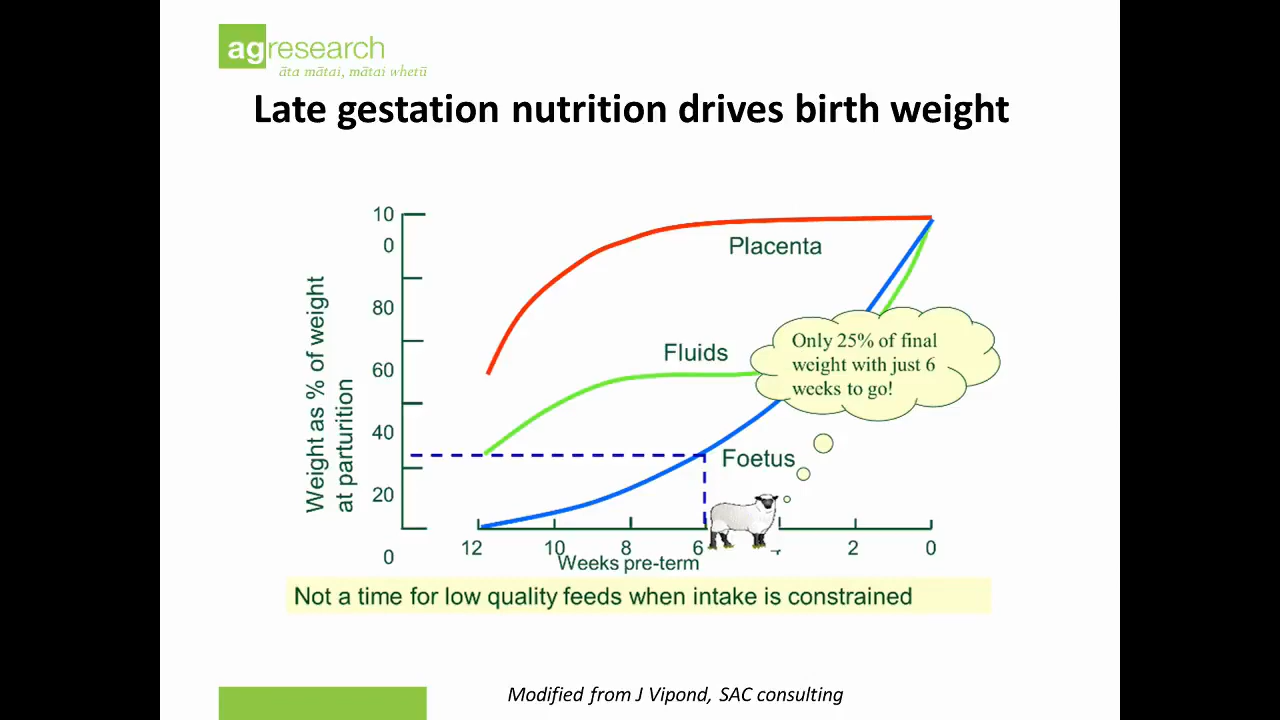 agresearch
āta mātai, mātai whetū
Late gestation nutrition drives birth weight
10
0
80
60
40
20
0
Weight as % of weight
at parturition
Placenta
Fluids
Foetus
Only 25% of final
weight with just 6
weeks to go!
12 10 8 6 4 2 0
Weeks pre-term
Not a time for low quality feeds when intake is constrained
Modified from J Vipond, SAC consulting